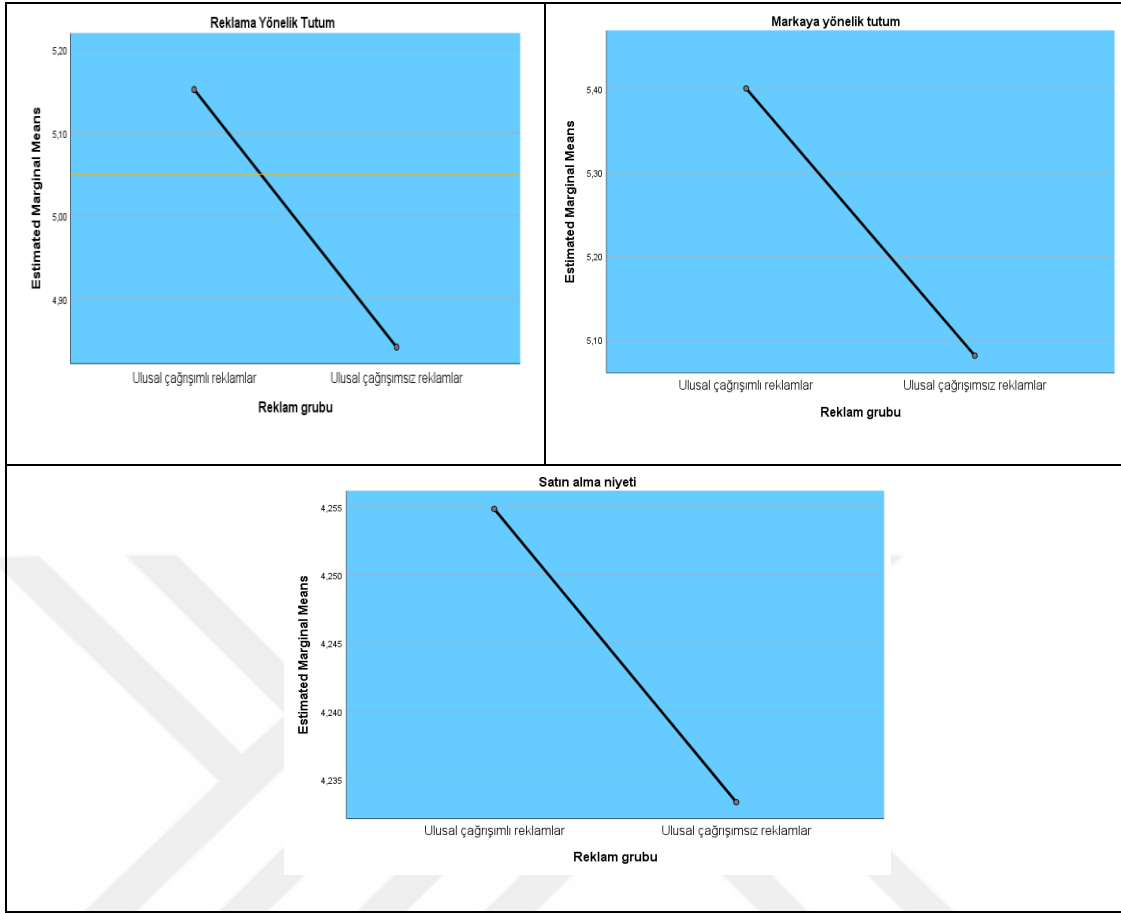 Reklama Yönelik Tutum
Estimated Marginal Means
5,20
5,10
5,00
4,90
Ulusal çağrışımlı reklamlar
Ulusal çağrışımsız reklamlar
Reklam grubu
Markaya yönelik tutum
Estimated Marginal Means
5,40
5,30
5,20
5,10
Ulusal çağrışımlı reklamlar
Ulusal çağrışımsız reklamlar
Reklam grubu
Satın alma niyeti
Estimated Marginal Means
4,255
4,250
4,245
4,240
4,235
Ulusal çağrışımlı reklamlar
Ulusal çağrışımsız reklamlar
Reklam grubu